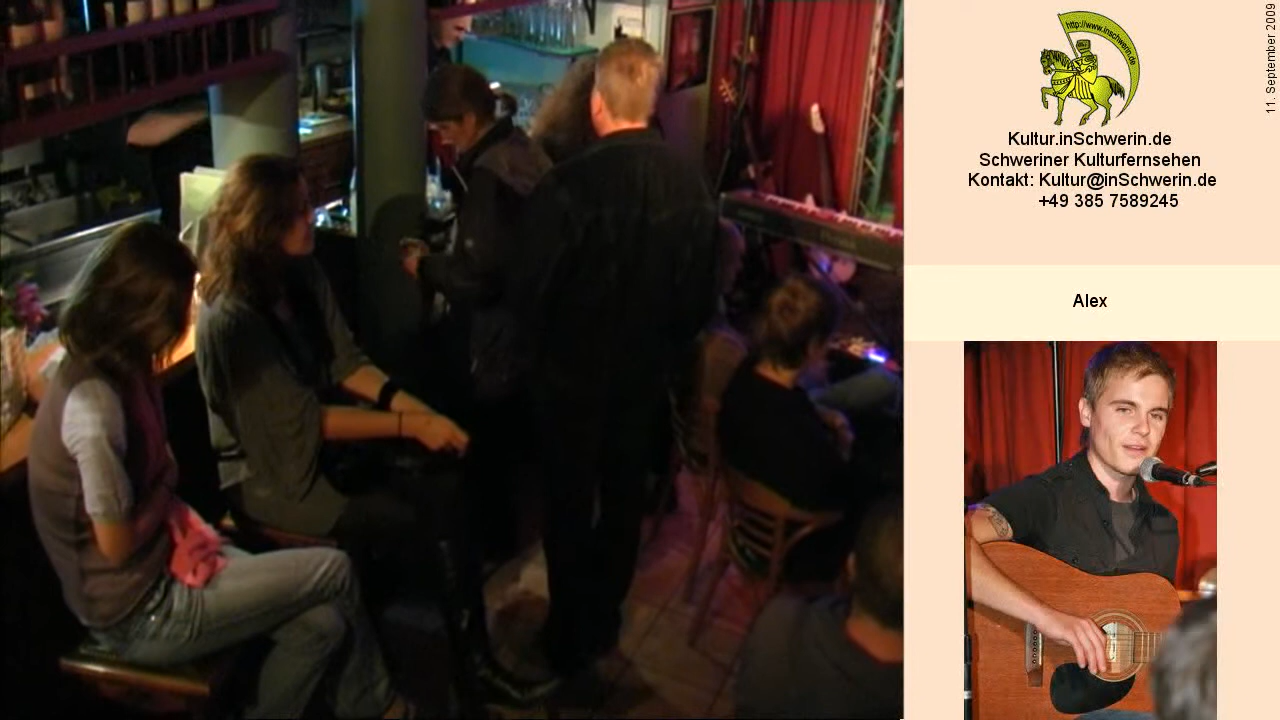 http://www.inschwerin.de
11. September 2009
Kultur.inSchwerin.de
Schweriner Kulturfernsehen
Kontakt: Kultur@inSchwerin.de
+49 385 7589245
Alex